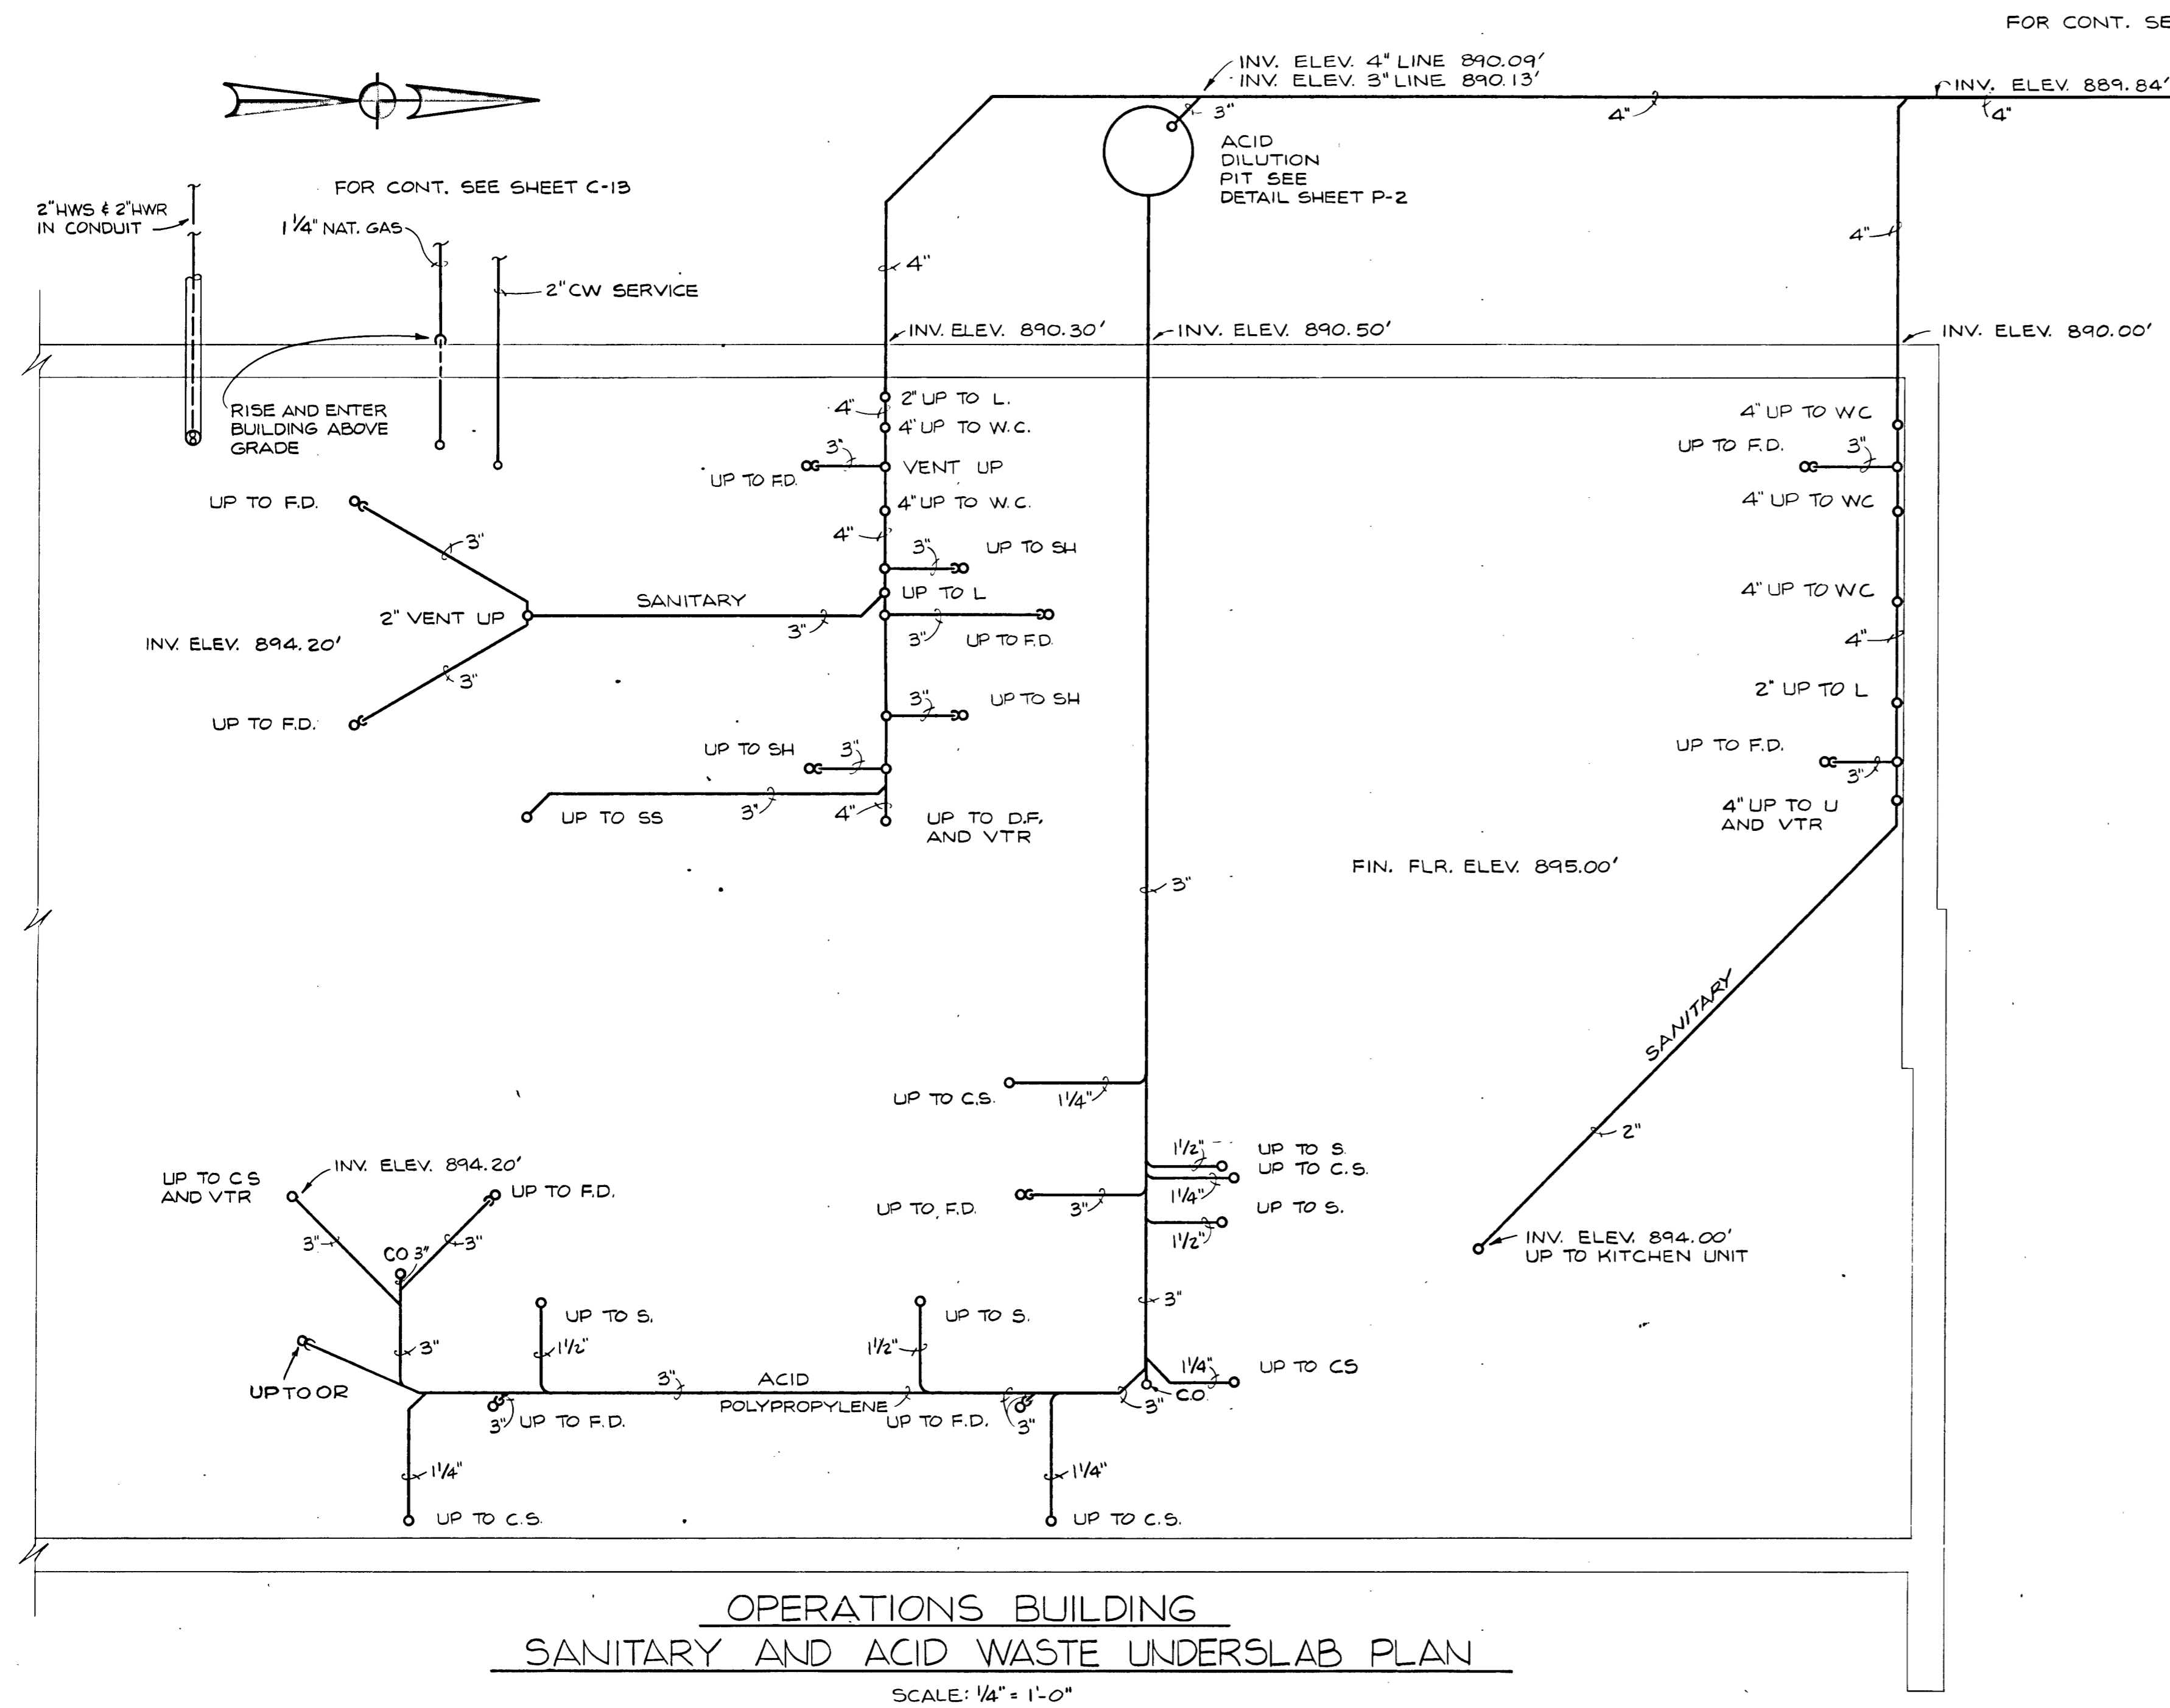 FOR CONT. SE
INV. ELEV. 4" LINE 890.09'
INV. ELEV. 3" LINE 890.13'
INV. ELEV. 889.84'
3"
4"
4"
ACID
DILUTION
PIT SEE
DETAIL SHEET P-2
FOR CONT. SEE SHEET C-13
2" HWS & 2" HWR
IN CONDUIT
1 1/4" NAT. GAS
4"
4"
2" CW SERVICE
INV. ELEV. 890.30'
INV. ELEV. 890.50'
INV. ELEV. 890.00'
RISE AND ENTER
BUILDING ABOVE
GRADE
4"
2" UP TO L.
4" UP TO W.C.
4" UP TO WC
3"
UP TO F.D.
VENT UP
UP TO F.D.
3"
UP TO F.D.
4" UP TO W.C.
4" UP TO WC
3"
4"
3"
UP TO SH
2" VENT UP
SANITARY
3"
UP TO L
3"
UP TO F.D.
4" UP TO WC
4"
INV. ELEV. 894.20'
3"
UP TO F.D.
3"
UP TO SH
2" UP TO L
UP TO SH
3"
UP TO F.D.
3"
UP TO SS
3"
4"
UP TO D.F.
AND VTR
4" UP TO U
AND VTR
FIN. FLR. ELEV. 895.00'
3"
SANITARY
2"
UP TO C.S.
1 1/4"
1 1/2"
UP TO S.
UP TO C.S.
1 1/4"
UP TO F.D.
3"
UP TO S.
1 1/2"
UP TO C S
AND VTR
INV. ELEV. 894.20'
UP TO F.D.
3"
CO 3"
3"
INV. ELEV. 894.00'
UP TO KITCHEN UNIT
3"
UP TO S.
1 1/2"
3"
UP TO S.
1 1/2"
UP TO OR
3"
ACID
POLYPROPYLENE
1 1/4"
UP TO CS
C.O.
3"
3"
UP TO F.D.
UP TO F.D.
3"
1 1/4"
1 1/4"
UP TO C.S.
UP TO C.S.
OPERATIONS BUILDING
SANITARY AND ACID WASTE UNDERSLAB PLAN
SCALE: 1/4" = 1'-0"